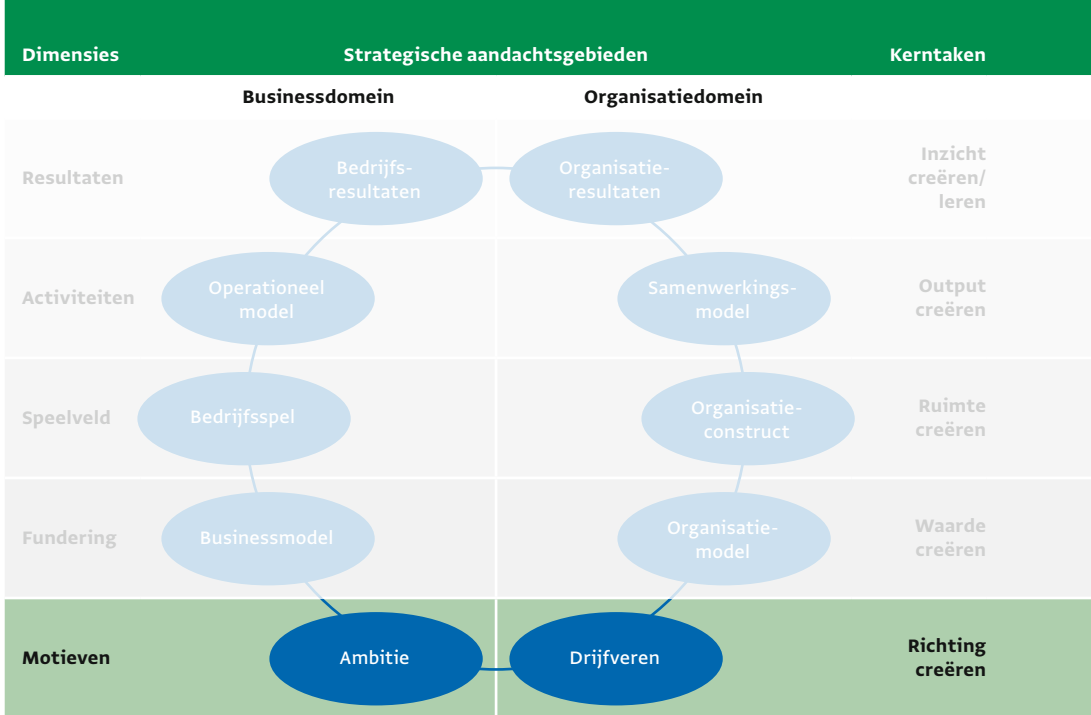 Dimensies Strategische aandachtsgebieden Kerntaken
Businessdomein Organisatiedomein
Resultaten
Bedrijfs-
resultaten
Organisatie-
resultaten
Inzicht
creëren/
leren
Activiteiten
Operationeel
model
Samenwerkings-
model
Output
creëren
Speelveld
Bedrijfsspel
Organisatie-
construct
Ruimte
creëren
Fundering
Businessmodel
Organisatie-
model
Waarde
creëren
Motieven
Ambitie
Drijfveren
Richting
creëren